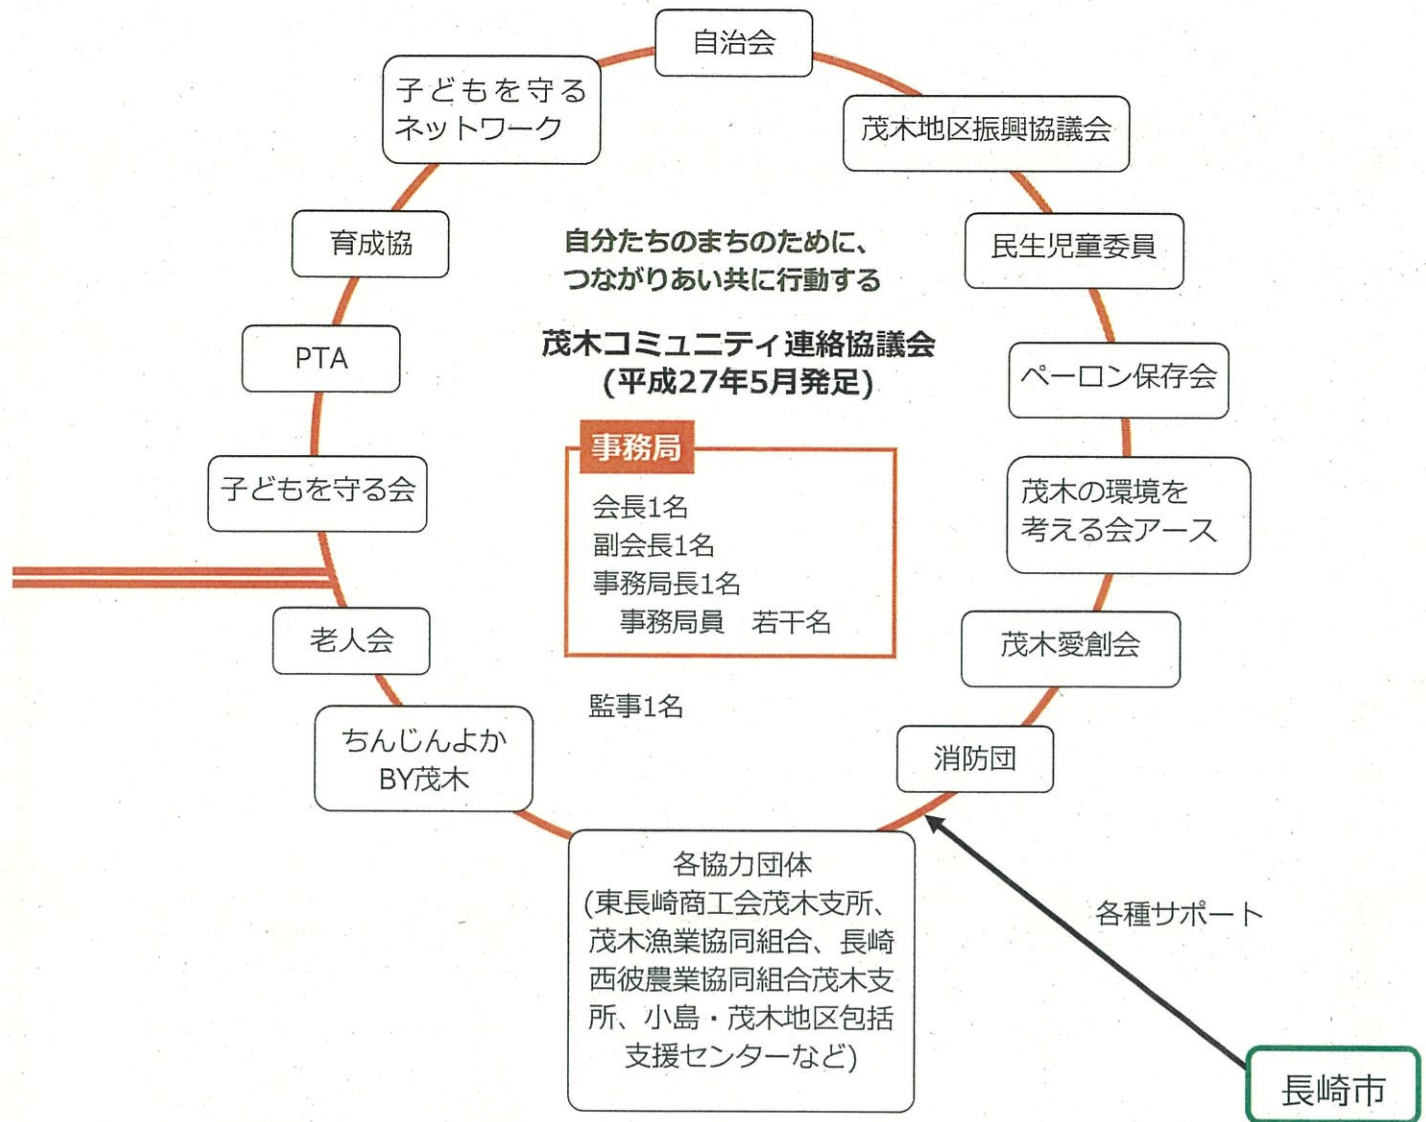 自治会
子どもを守る
ネットワーク
茂木地区振興協議会
育成協
自分たちのまちのために、
つながりあい共に行動する
民生児童委員
PTA
茂木コミュニティ連絡協議会
(平成27年5月発足)
ペーロン保存会
事務局
子どもを守る会
会長1名
副会長1名
事務局長1名
事務局員 若干名
茂木の環境を
考える会アース
老人会
茂木愛創会
監事1名
ちんじんよか
BY茂木
消防団
各協力団体
(東長崎商工会茂木支所、
茂木漁業協同組合、長崎
西彼農業協同組合茂木支
所、小島・茂木地区包括
支援センターなど)
各種サポート
長崎市